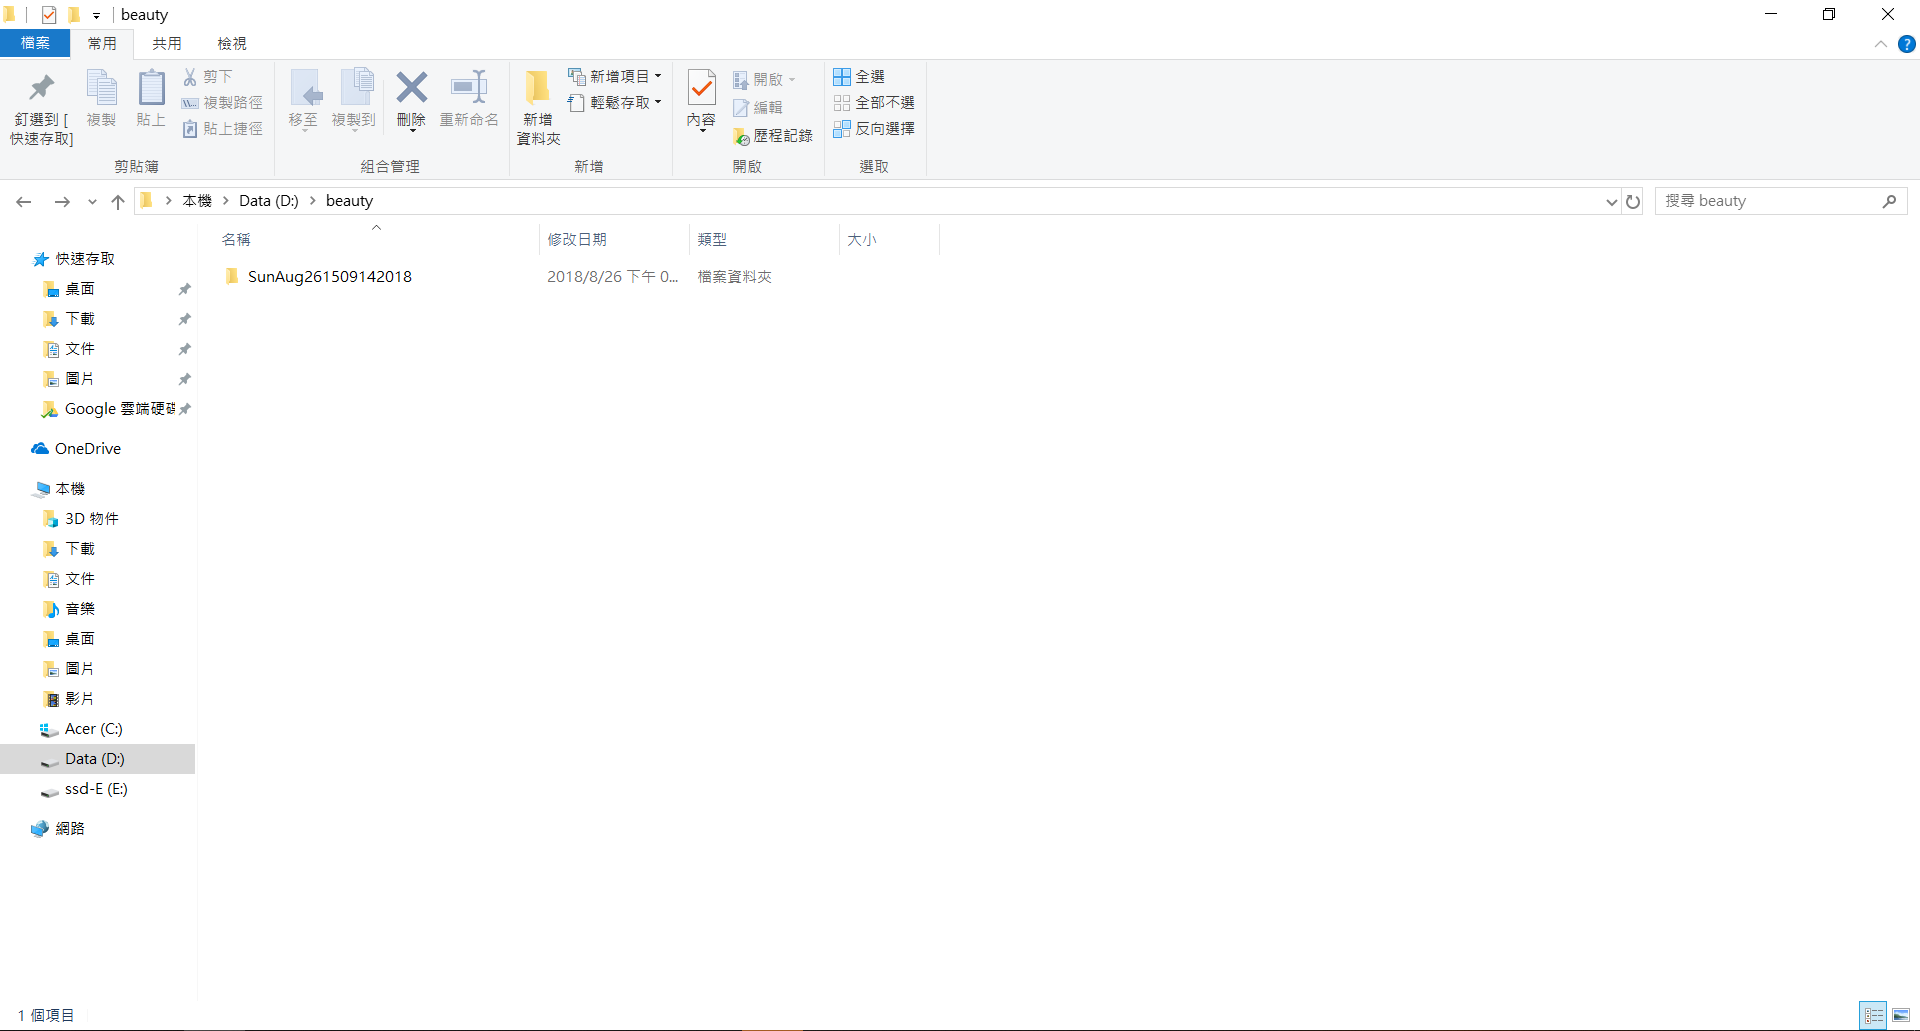 beauty
檔案 常用 共用 檢視
釘選到 [
快速存取]
複製
貼上
剪下
複製路徑
貼上捷徑
剪貼簿
移至
複製到
刪除
重新命名
組合管理
新增
資料夾
新增項目
輕鬆存取
新增
內容
開啟
編輯
歷程記錄
開啟
全選
全部不選
反向選擇
選取
本機 > Data (D:) > beauty
搜尋 beauty
名稱 修改日期 類型 大小
SunAug261509142018 2018/8/26 下午 0... 檔案資料夾
快速存取
桌面
下載
文件
圖片
Google 雲端硬碟
OneDrive
本機
3D 物件
下載
文件
音樂
桌面
圖片
影片
Acer (C:)
Data (D:)
ssd-E (E:)
網路
1 個項目